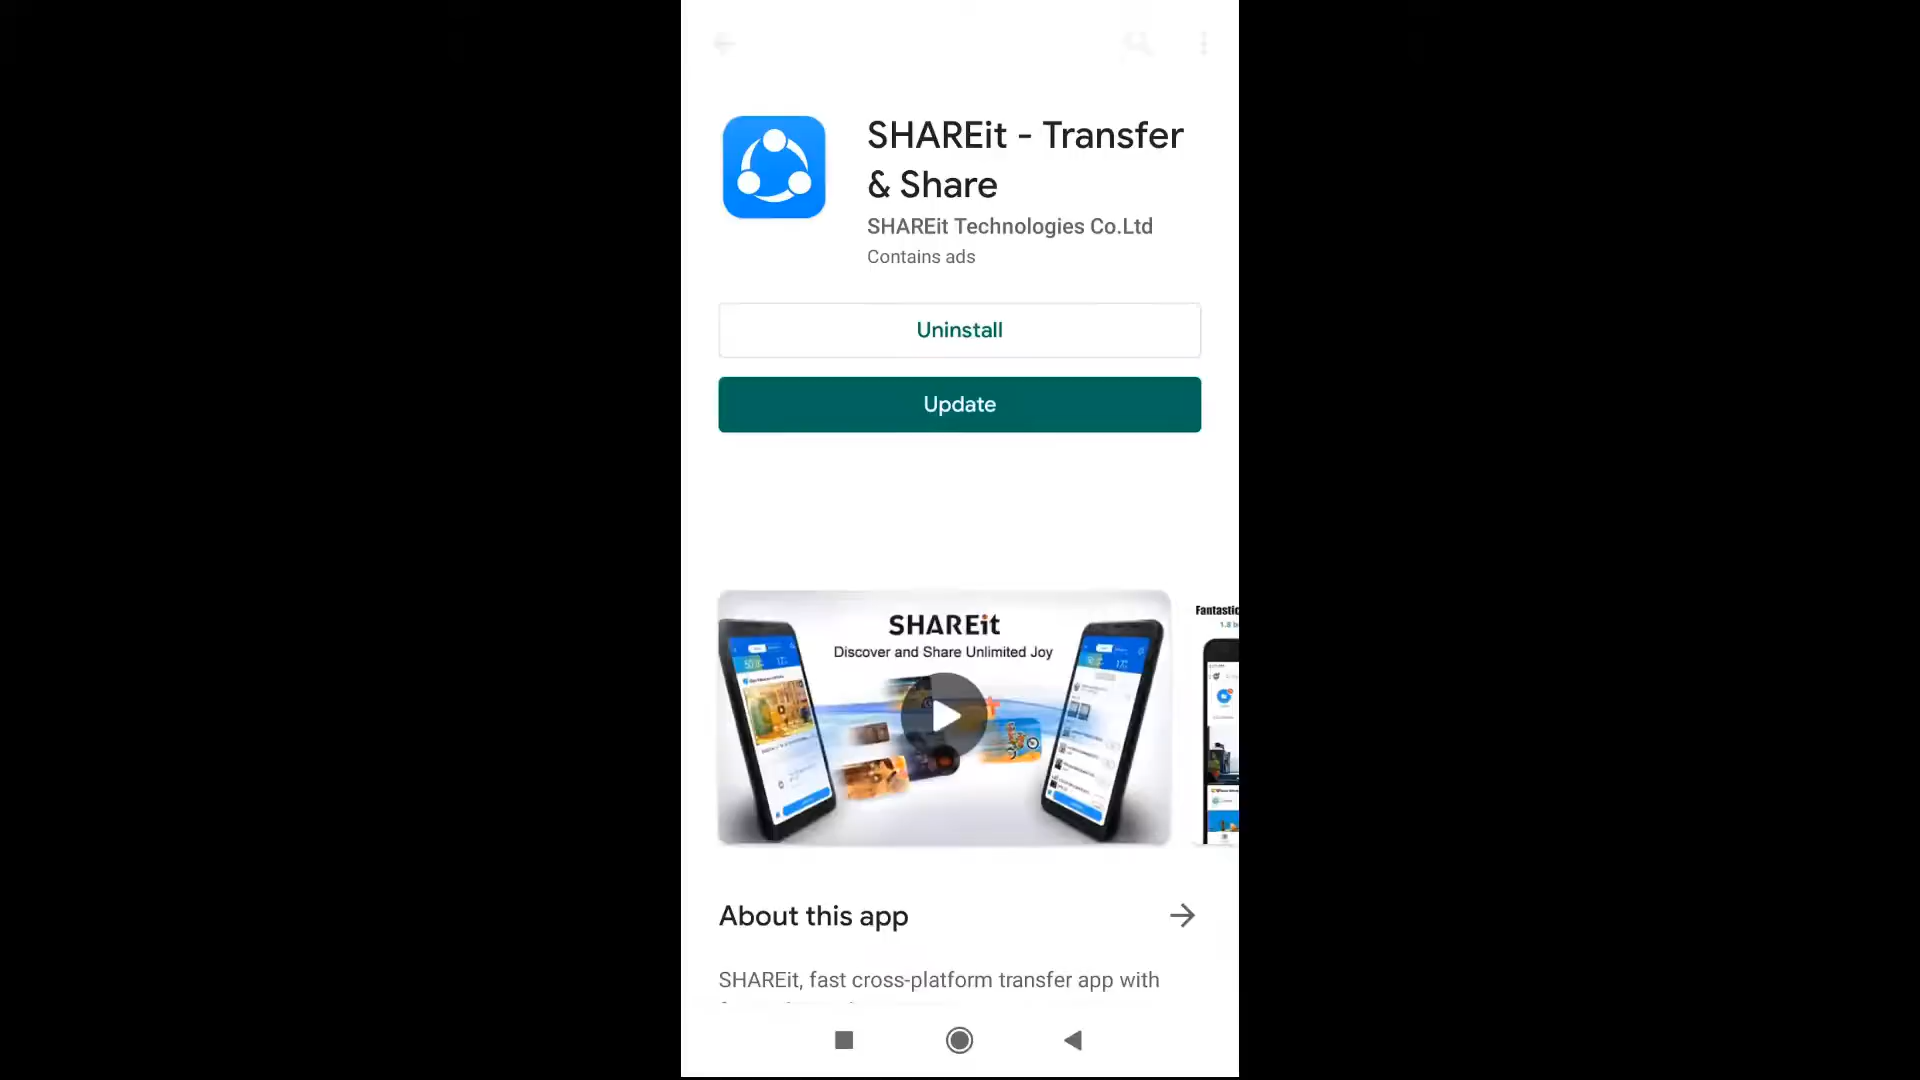 SHAREit - Transfer
& Share
SHAREit Technologies Co.Ltd
Contains ads
Uninstall
Update
SHAREit
Discover and Share Unlimited Joy
Fantastic
About this app
SHAREit, fast cross-platform transfer app with